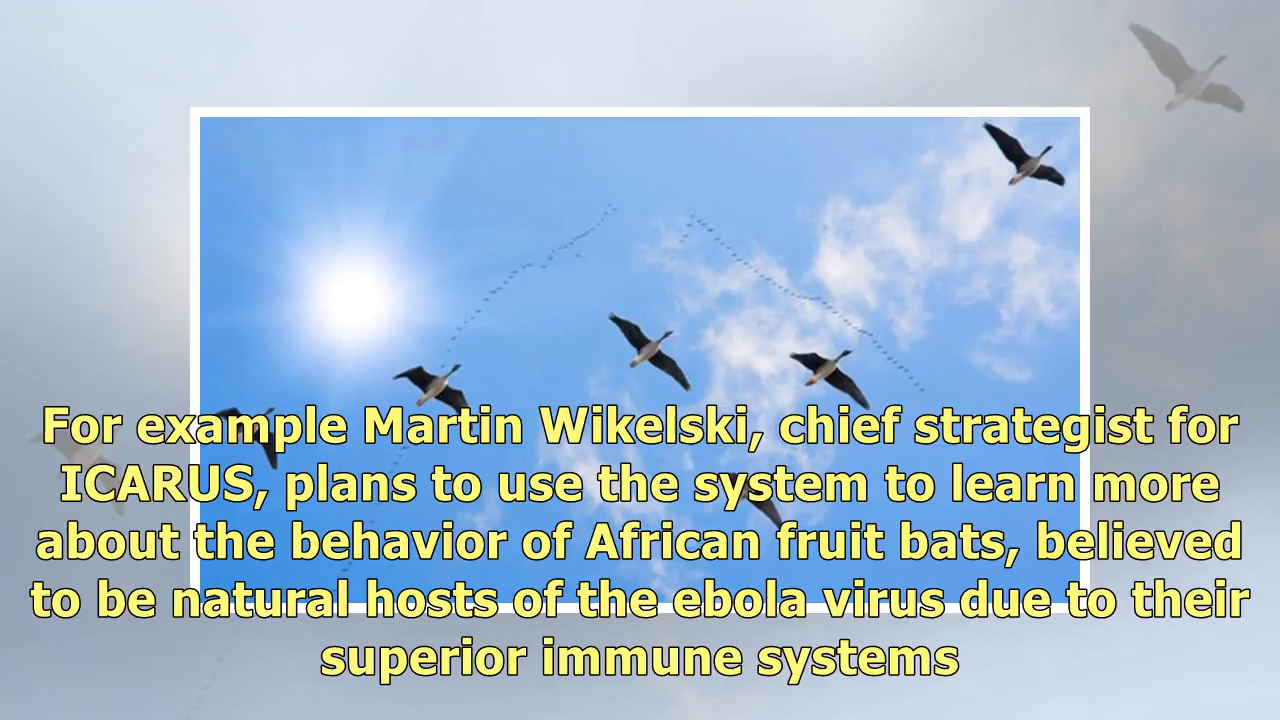 For example Martin Wikelski, chief strategist for
ICARUS, plans to use the system to learn more
about the behavior of African fruit bats, believed
to be natural hosts of the ebola virus due to their
superior immune systems